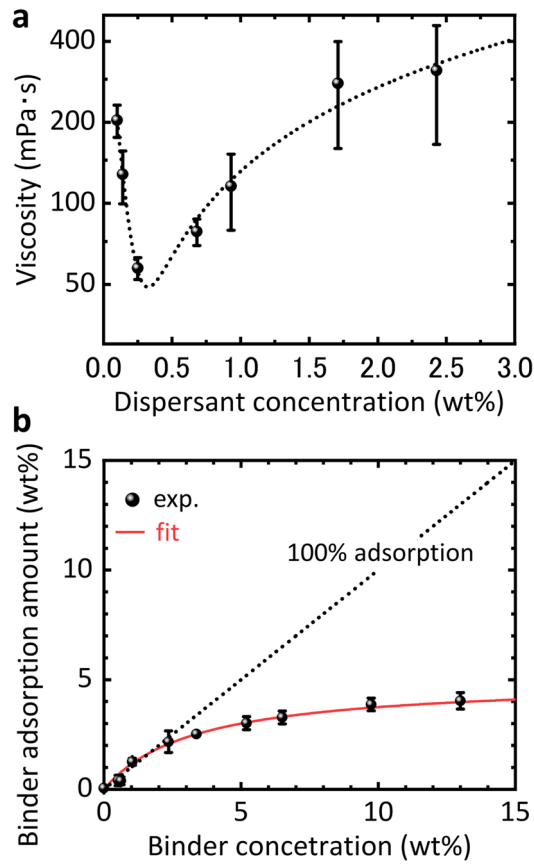 a
400
200
100
50
Viscosity (mPa·s)
0.0 0.5 1.0 1.5 2.0 2.5 3.0
Dispersant concentration (wt%)
b
15
10
5
0
Binder adsorption amount (wt%)
exp.
fit
100% adsorption
0 5 10 15
Binder concetration (wt%)